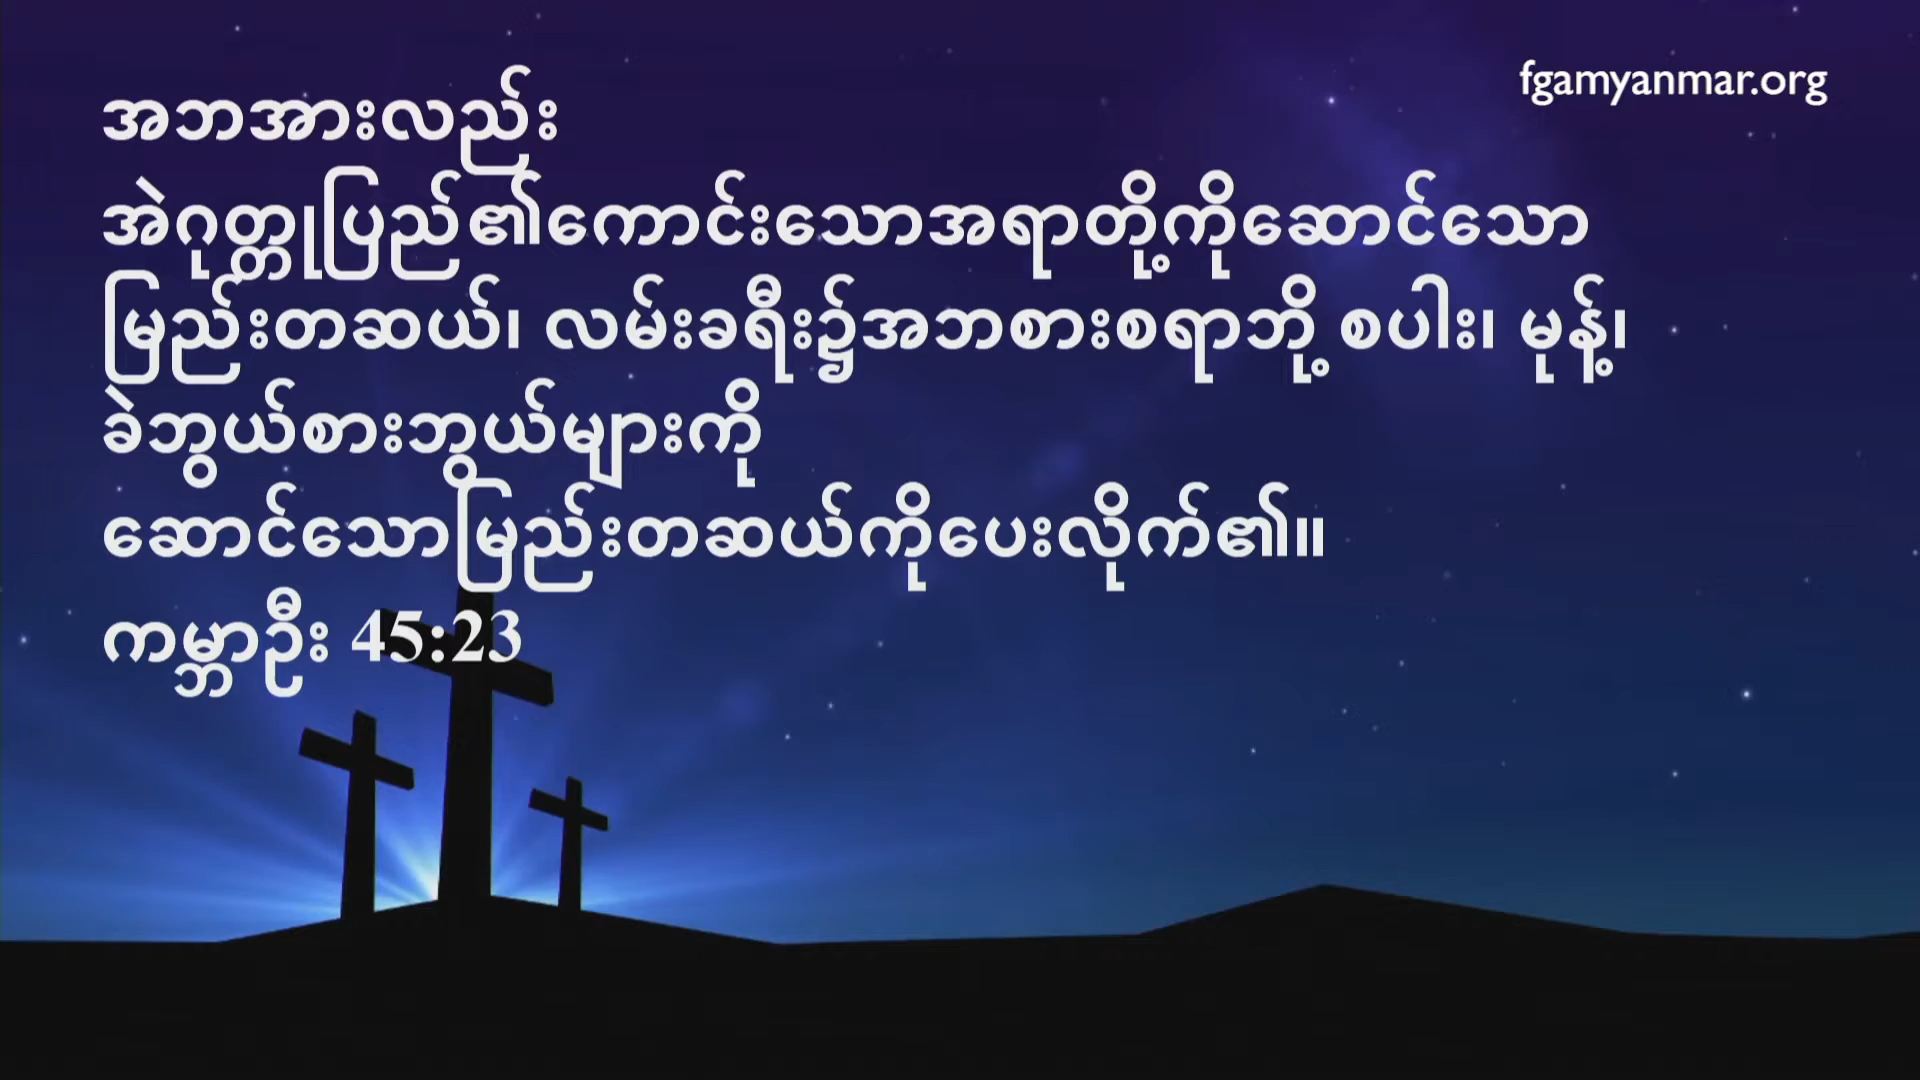 fgamyanmar.org
အဘအားလည်း
အဲဂုတ္တုပြည်၏ကောင်းသောအရာတို့ကိုဆောင်သော
မြည်းတဆယ်၊ လမ်းခရီး၌အဘစားစရာဘို့ စပါး၊ မုန့်၊
ခဲဘွယ်စားဘွယ်များကို
ဆောင်သောမြည်းတဆယ်ကိုပေးလိုက်၏။
ကမ္ဘာဦး 45:23